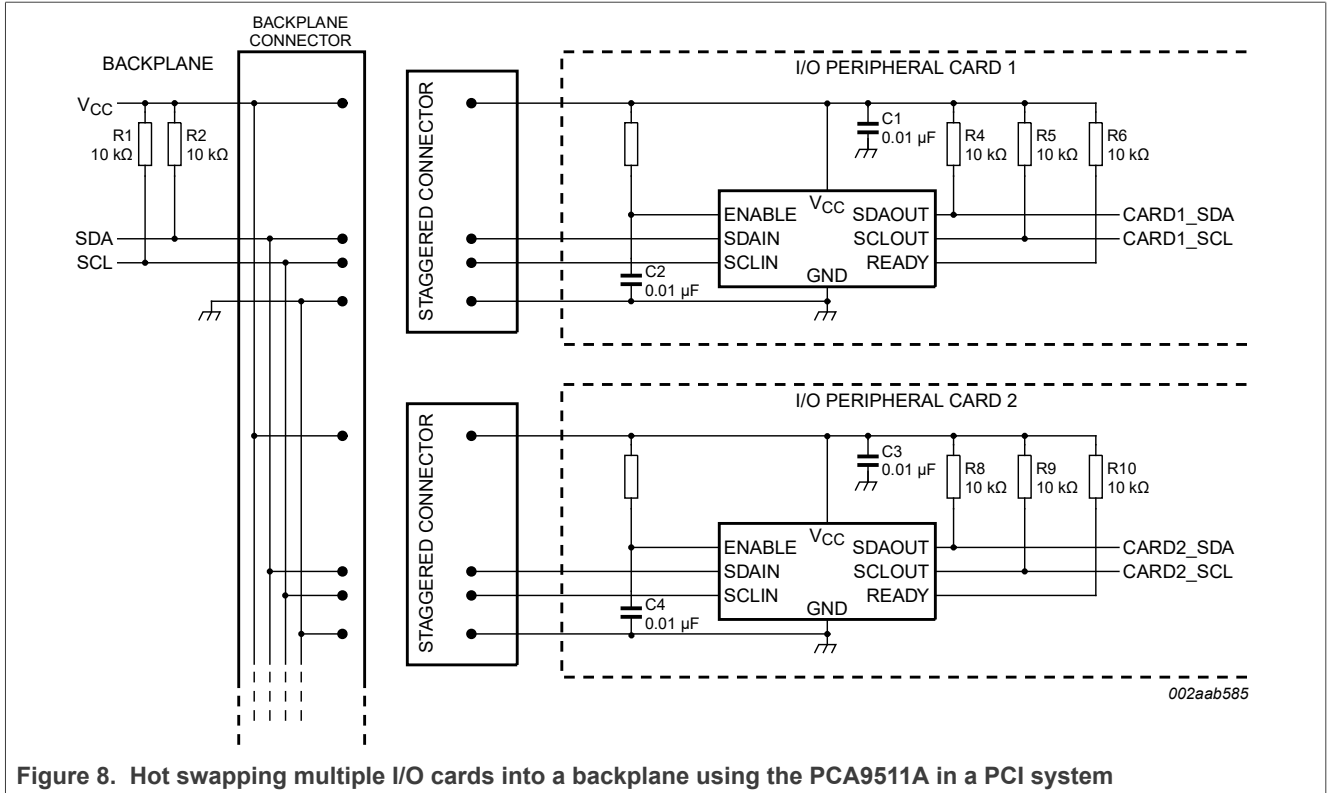 BACKPLANE
CONNECTOR
BACKPLANE
VCC
R1
10 kΩ
R2
10 kΩ
SDA
SCL
STAGGERED CONNECTOR
I/O PERIPHERAL CARD 1
C1
0.01 µF
R4
10 kΩ
R5
10 kΩ
R6
10 kΩ
ENABLE
VCC
SDAOUT
CARD1_SDA
SDAIN
SCLOUT
CARD1_SCL
SCLIN
READY
GND
C2
0.01 µF
STAGGERED CONNECTOR
I/O PERIPHERAL CARD 2
C3
0.01 µF
R8
10 kΩ
R9
10 kΩ
R10
10 kΩ
ENABLE
VCC
SDAOUT
CARD2_SDA
SDAIN
SCLOUT
CARD2_SCL
SCLIN
READY
GND
C4
0.01 µF
002aab585
Figure 8. Hot swapping multiple I/O cards into a backplane using the PCA9511A in a PCI system